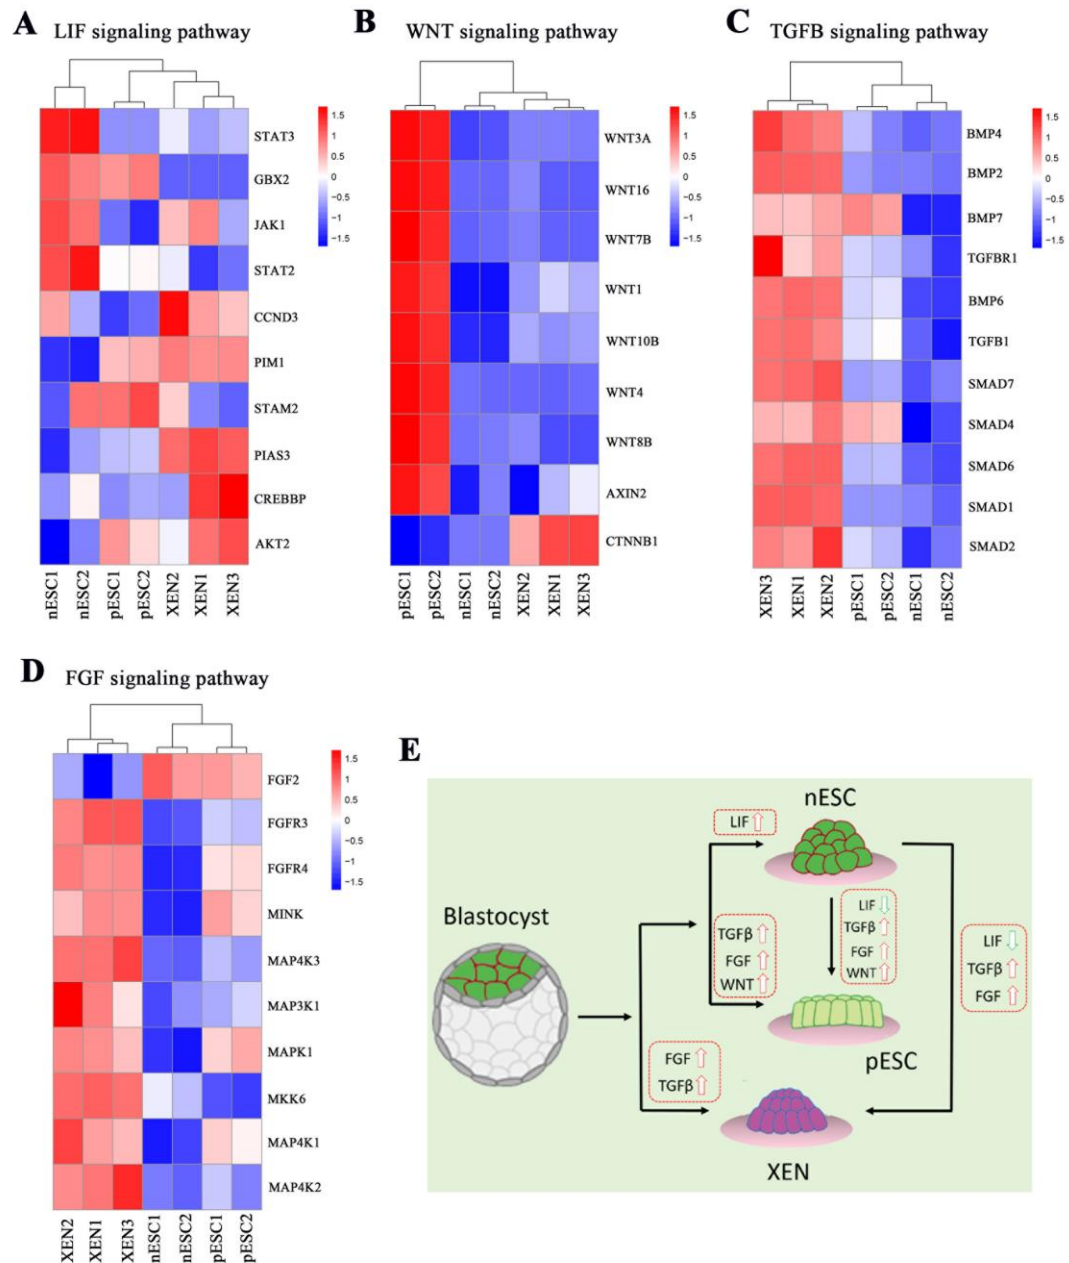 A LIF signaling pathway
STAT3
GBX2
JAK1
STAT2
CCND3
PIM1
STAM2
PIAS3
CREBBP
AKT2
1.5
1
0.5
0
−0.5
−1
−1.5
nESC1 nESC2 pESC1 pESC2 XEN2 XEN1 XEN3
B WNT signaling pathway
WNT3A
WNT16
WNT7B
WNT1
WNT10B
WNT4
WNT8B
AXIN2
CTNNB1
1.5
1
0.5
0
−0.5
−1
−1.5
pESC1 pESC2 nESC1 nESC2 XEN2 XEN1 XEN3
C TGFB signaling pathway
BMP4
BMP2
BMP7
TGFBR1
BMP6
TGFB1
SMAD7
SMAD4
SMAD6
SMAD1
SMAD2
1.5
1
0.5
0
−0.5
−1
−1.5
XEN3 XEN1 XEN2 pESC1 pESC2 nESC1 nESC2
D FGF signaling pathway
FGF2
FGFR3
FGFR4
MINK
MAP4K3
MAP3K1
MAPK1
MKK6
MAP4K1
MAP4K2
1.5
1
0.5
0
−0.5
−1
−1.5
XEN2 XEN1 XEN3 nESC1 nESC2 pESC1 pESC2
E
nESC
LIF
Blastocyst
TGFβ
FGF
WNT
LIF
TGFβ
FGF
WNT
LIF
TGFβ
FGF
pESC
FGF
TGFβ
XEN